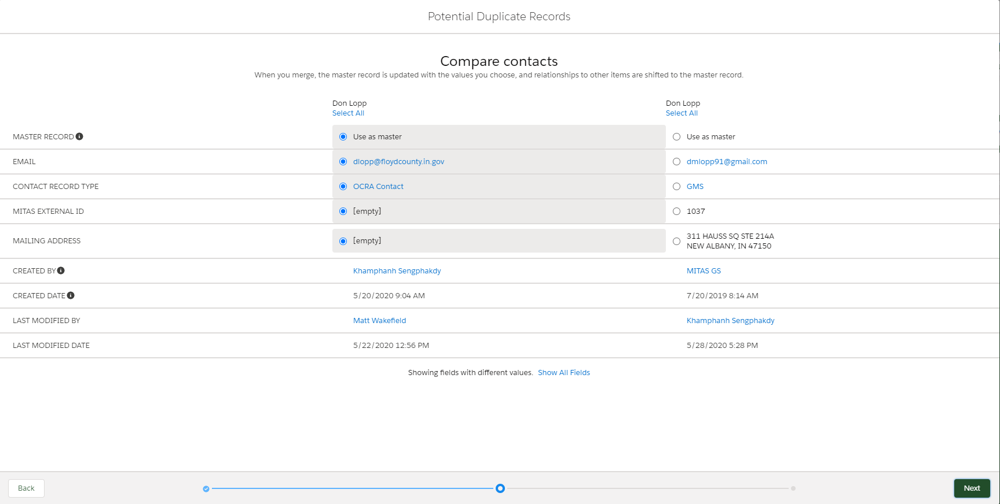 Potential Duplicate Records
Compare contacts
When you merge, the master record is updated with the values you choose, and relationships to other items are shifted to the master record.
Don Lopp Don Lopp
Select All Select All
MASTER RECORD Use as master Use as master
EMAIL dlopp@floydcounty.in.gov dmlopp91@gmail.com
CONTACT RECORD TYPE OCRA Contact GMS
MITAS EXTERNAL ID [empty] 1037
MAILING ADDRESS [empty] 311 HAUSS SQ STE 214A
NEW ALBANY, IN 47150
CREATED BY Khamphanh Sengphakdy MITAS GS
CREATED DATE 5/20/2020 9:04 AM 7/20/2019 8:14 AM
LAST MODIFIED BY Matt Wakefield Khamphanh Sengphakdy
LAST MODIFIED DATE 5/22/2020 12:56 PM 5/28/2020 5:28 PM
Showing fields with different values. Show All Fields
Back Next